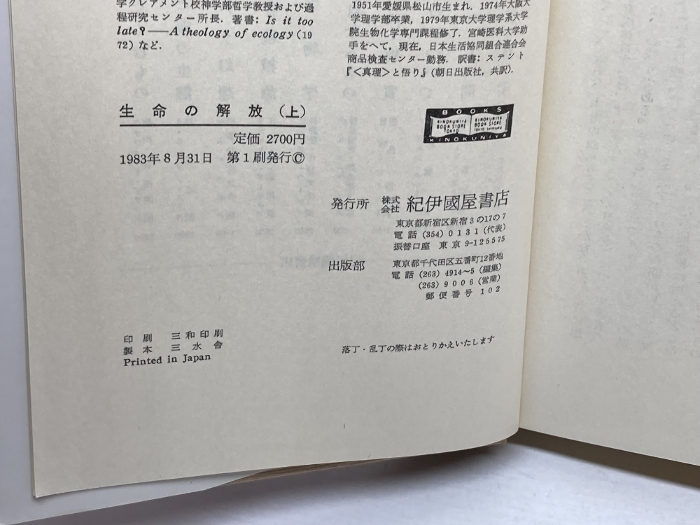 学クレアメント校神学部哲学教授および過
程研究センター所長. 著書: Is it too
late?——A theology of ecology (19
72) など.
1951年愛媛県松山市生まれ. 1974年大阪大
学理学部卒業, 1979年東京大学理学系大学
院生物化学専門課程修了. 宮崎医科大学助
手をへて, 現在, 日本生活協同組合連合会
商品検査センター勤務. 訳書: ステント
『<真理>と悟り』(朝日出版社, 共訳).
生命の解放(上)
定価 2700円
1983年8月31日 第1刷発行©
BOOKS
KINOKUNIYA
BOOK STORE
TOKYO
KINOKUNIYA
発行所 株式会社 紀伊國屋書店
東京都新宿区新宿3の17の7
電話 (354) 0131 (代表)
振替口座 東京 9-125575
出版部 東京都千代田区五番町12番地
電話 (263) 4914~5 (編集)
(263) 9006 (営業)
郵便番号 102
印刷 三和印刷
製本 三水舎
Printed in Japan
落丁・乱丁の際はおとりかえいたします